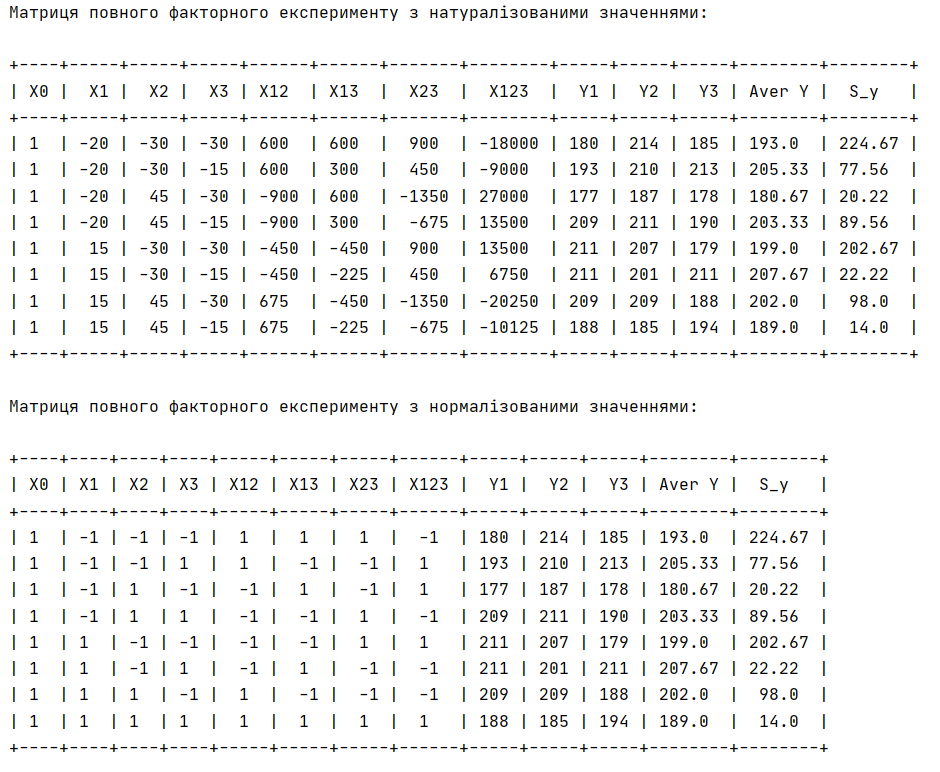 Матриця повного факторного експерименту з натуралізованими значеннями:
+----+-----+-----+-----+------+------+-------+--------+-----+-----+-----+--------+--------+
| X0 |  X1 |  X2 |  X3 | X12  | X13  |  X23  |  X123  |  Y1 |  Y2 |  Y3 | Aver Y |  S_y   |
+----+-----+-----+-----+------+------+-------+--------+-----+-----+-----+--------+--------+
| 1  | -20 | -30 | -30 | 600  | 600  |  900  | -18000 | 180 | 214 | 185 | 193.0  | 224.67 |
| 1  | -20 | -30 | -15 | 600  | 300  |  450  | -9000  | 193 | 210 | 213 | 205.33 | 77.56  |
| 1  | -20 |  45 | -30 | -900 | 600  | -1350 | 27000  | 177 | 187 | 178 | 180.67 | 20.22  |
| 1  | -20 |  45 | -15 | -900 | 300  |  -675 | 13500  | 209 | 211 | 190 | 203.33 | 89.56  |
| 1  |  15 | -30 | -30 | -450 | -450 |  900  | 13500  | 211 | 207 | 179 | 199.0  | 202.67 |
| 1  |  15 | -30 | -15 | -450 | -225 |  450  |  6750  | 211 | 201 | 211 | 207.67 | 22.22  |
| 1  |  15 |  45 | -30 | 675  | -450 | -1350 | -20250 | 209 | 209 | 188 | 202.0  |  98.0  |
| 1  |  15 |  45 | -15 | 675  | -225 |  -675 | -10125 | 188 | 185 | 194 | 189.0  |  14.0  |
+----+-----+-----+-----+------+------+-------+--------+-----+-----+-----+--------+--------+
Матриця повного факторного експерименту з нормалізованими значеннями:
+----+----+----+----+-----+-----+-----+------+-----+-----+-----+--------+--------+
| X0 | X1 | X2 | X3 | X12 | X13 | X23 | X123 |  Y1 |  Y2 |  Y3 | Aver Y |  S_y   |
+----+----+----+----+-----+-----+-----+------+-----+-----+-----+--------+--------+
| 1  | -1 | -1 | -1 |  1  |  1  |  1  |  -1  | 180 | 214 | 185 | 193.0  | 224.67 |
| 1  | -1 | -1 | 1  |  1  |  -1 |  -1 |  1   | 193 | 210 | 213 | 205.33 | 77.56  |
| 1  | -1 | 1  | -1 |  -1 |  1  |  -1 |  1   | 177 | 187 | 178 | 180.67 | 20.22  |
| 1  | -1 | 1  | 1  |  -1 |  -1 |  1  |  -1  | 209 | 211 | 190 | 203.33 | 89.56  |
| 1  | 1  | -1 | -1 |  -1 |  -1 |  1  |  1   | 211 | 207 | 179 | 199.0  | 202.67 |
| 1  | 1  | -1 | 1  |  -1 |  1  |  -1 |  -1  | 211 | 201 | 211 | 207.67 | 22.22  |
| 1  | 1  | 1  | -1 |  1  |  -1 |  -1 |  -1  | 209 | 209 | 188 | 202.0  |  98.0  |
| 1  | 1  | 1  | 1  |  1  |  1  |  1  |  1   | 188 | 185 | 194 | 189.0  |  14.0  |
+----+----+----+----+-----+-----+-----+------+-----+-----+-----+--------+--------+